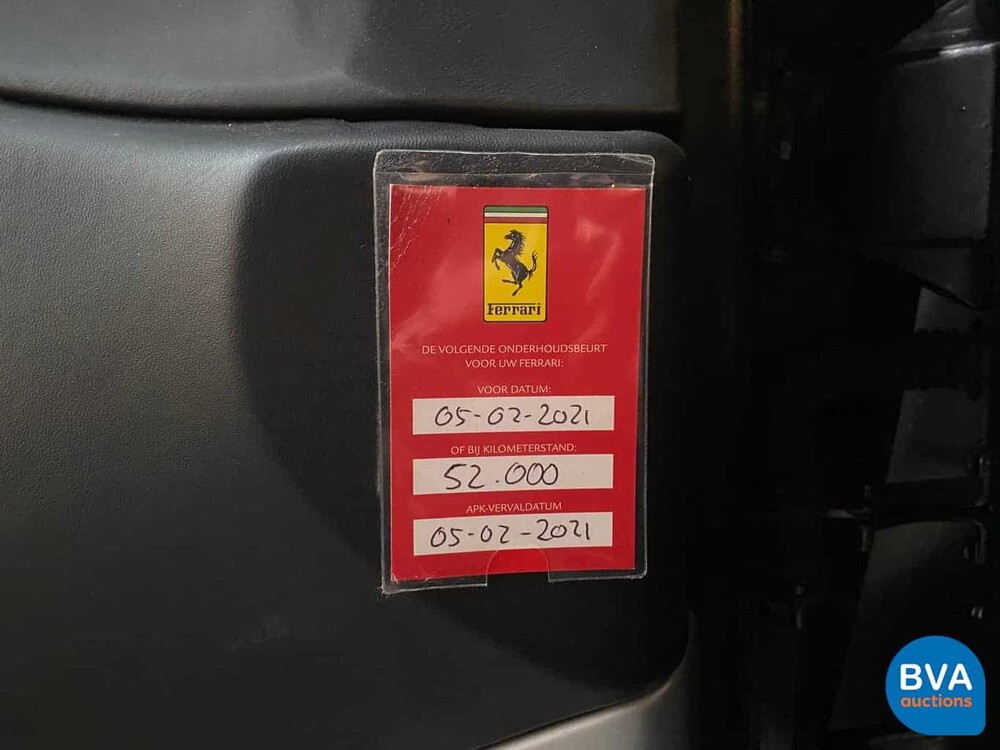 Ferrari
DE VOLGENDE ONDERHOUDSBEURT
VOOR UW FERRARI:
VOOR DATUM:
05-02-2021
OF BIJ KILOMETERSTAND:
52.000
APK-VERVALDATUM
05-02-2021
BVA
auctions